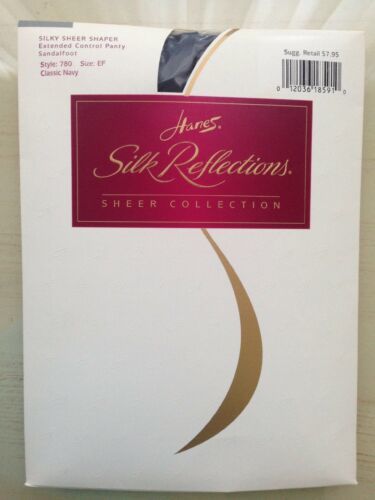 SILKY SHEER SHAPER
Extended Control Panty
Sandalfoot
Style: 780 Size: EF
Classic Navy
Sugg. Retail $7.95
0 12036 18591 0
Hanes®
Silk Reflections®
SHEER COLLECTION